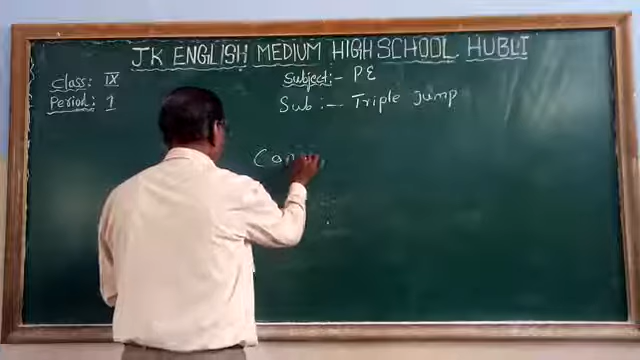 JK ENGLISH MEDIUM HIGH SCHOOL. HUBLI
Class: IX
Subject:- PE
Period: 1
Sub:- Triple Jump